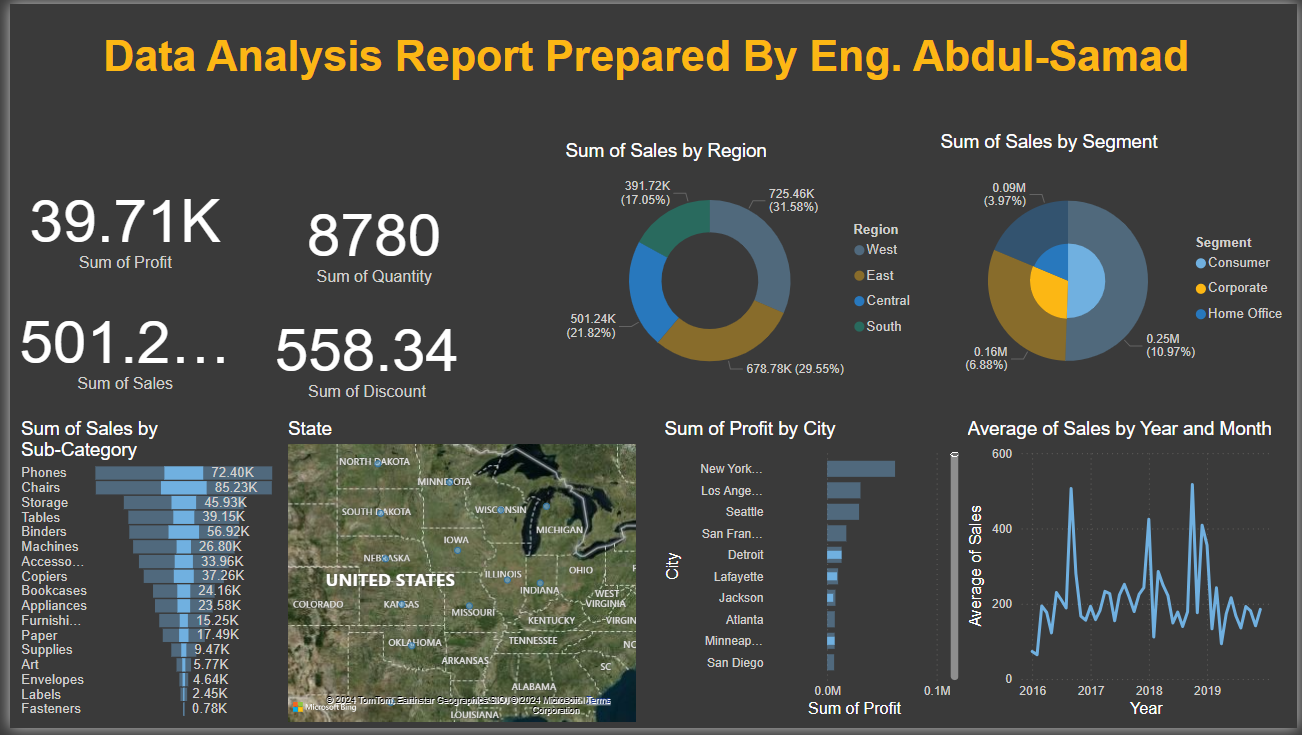 Data Analysis Report Prepared By Eng. Abdul-Samad
39.71K
Sum of Profit
8780
Sum of Quantity
501.2...
Sum of Sales
558.34
Sum of Discount
Sum of Sales by Region
391.72K
(17.05%)
725.46K
(31.58%)
501.24K
(21.82%)
678.78K (29.55%)
Region
West
East
Central
South
Sum of Sales by Segment
0.09M
(3.97%)
0.16M
(6.88%)
0.25M
(10.97%)
Segment
Consumer
Corporate
Home Office
Sum of Sales by
Sub-Category
Phones 72.40K
Chairs 85.23K
Storage 45.93K
Tables 39.15K
Binders 56.92K
Machines 26.80K
Accesso... 33.96K
Copiers 37.26K
Bookcases 24.16K
Appliances 23.58K
Furnishi... 15.25K
Paper 17.49K
Supplies 9.47K
Art 5.77K
Envelopes 4.64K
Labels 2.45K
Fasteners 0.78K
State
NORTH DAKOTA
MINNESOTA
SOUTH DAKOTA
WISCONSIN
MICHIGAN
IOWA
NEBRASKA
ILLINOIS
OHIO
UNITED STATES
INDIANA
COLORADO
KANSAS
MISSOURI
WEST
VIRGINIA
KENTUCKY
VIRGIN
OKLAHOMA
TENNESSEE
NC
ARKANSAS
SC
ALABAMA
LOUISIANA
Microsoft Bing
© 2024 TomTom, Earthstar Geographics SIO, © 2024 Microsoft Corporation Terms
Sum of Profit by City
City
New York...
Los Ange...
Seattle
San Fran...
Detroit
Lafayette
Jackson
Atlanta
Minneap...
San Diego
0.0M 0.1M
Sum of Profit
Average of Sales by Year and Month
Average of Sales
600
400
200
0
2016 2017 2018 2019
Year